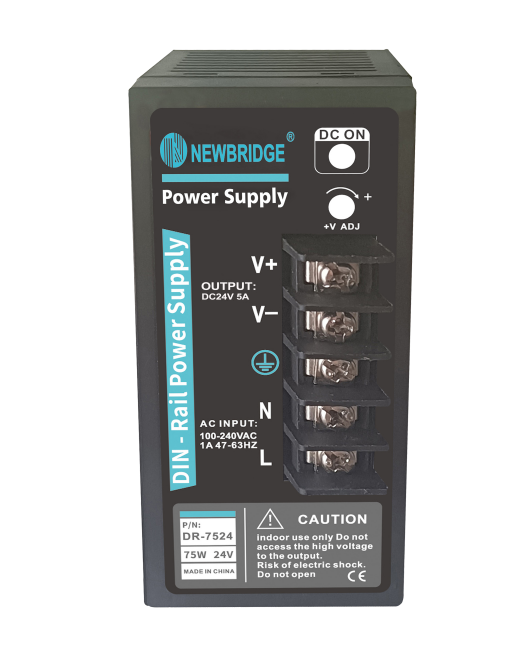 NEWBRIDGE®
DC ON
Power Supply
+
+V ADJ
DIN - Rail Power Supply
V+
OUTPUT:
DC24V 5A
V–
N
AC INPUT:
100-240VAC
1A 47-63HZ
L
P/N:
DR-7524
75W 24V
MADE IN CHINA
CAUTION
indoor use only Do not
access the high voltage
to the output.
Risk of electric shock.
Do not open
CE